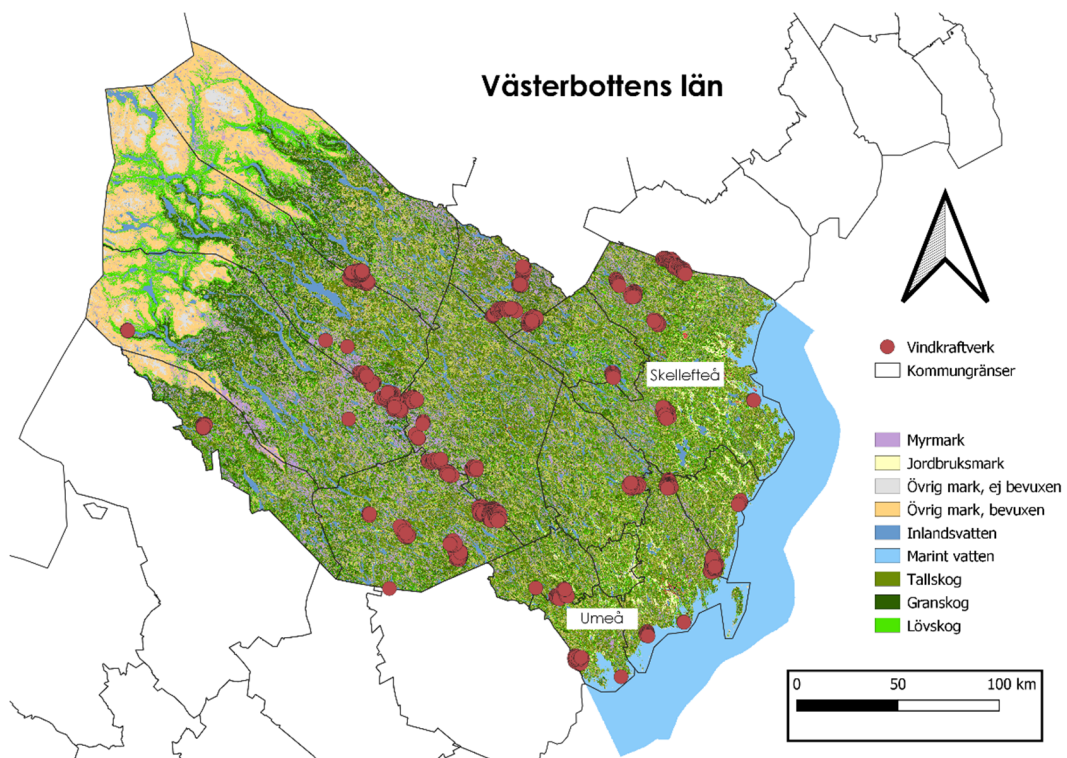 Västerbottens län
Skellefteå
Umeå
Vindkraftverk
Kommungränser
Myrmark
Jordbruksmark
Övrig mark, ej bevuxen
Övrig mark, bevuxen
Inlandsvatten
Marint vatten
Tallskog
Granskog
Lövskog
0 50 100 km